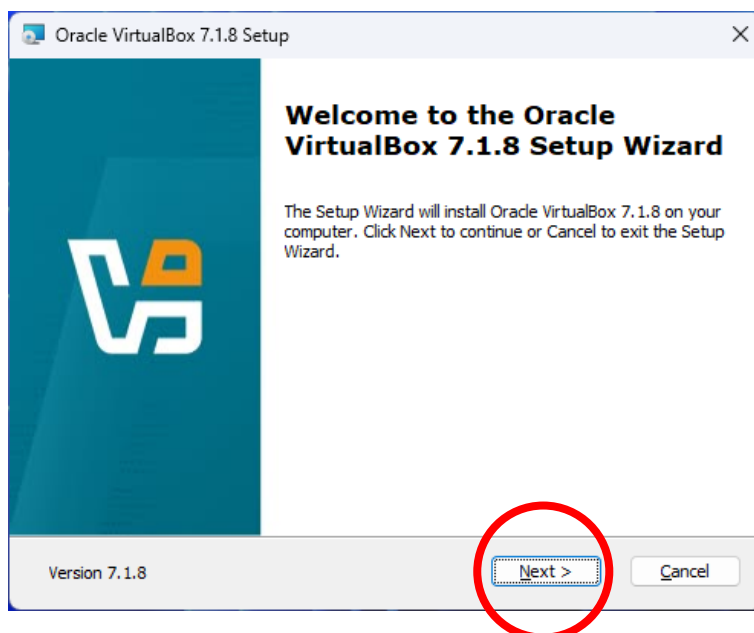 Oracle VirtualBox 7.1.8 Setup
Welcome to the Oracle
VirtualBox 7.1.8 Setup Wizard
The Setup Wizard will install Oracle VirtualBox 7.1.8 on your
computer. Click Next to continue or Cancel to exit the Setup
Wizard.
Version 7.1.8
Next >
Cancel